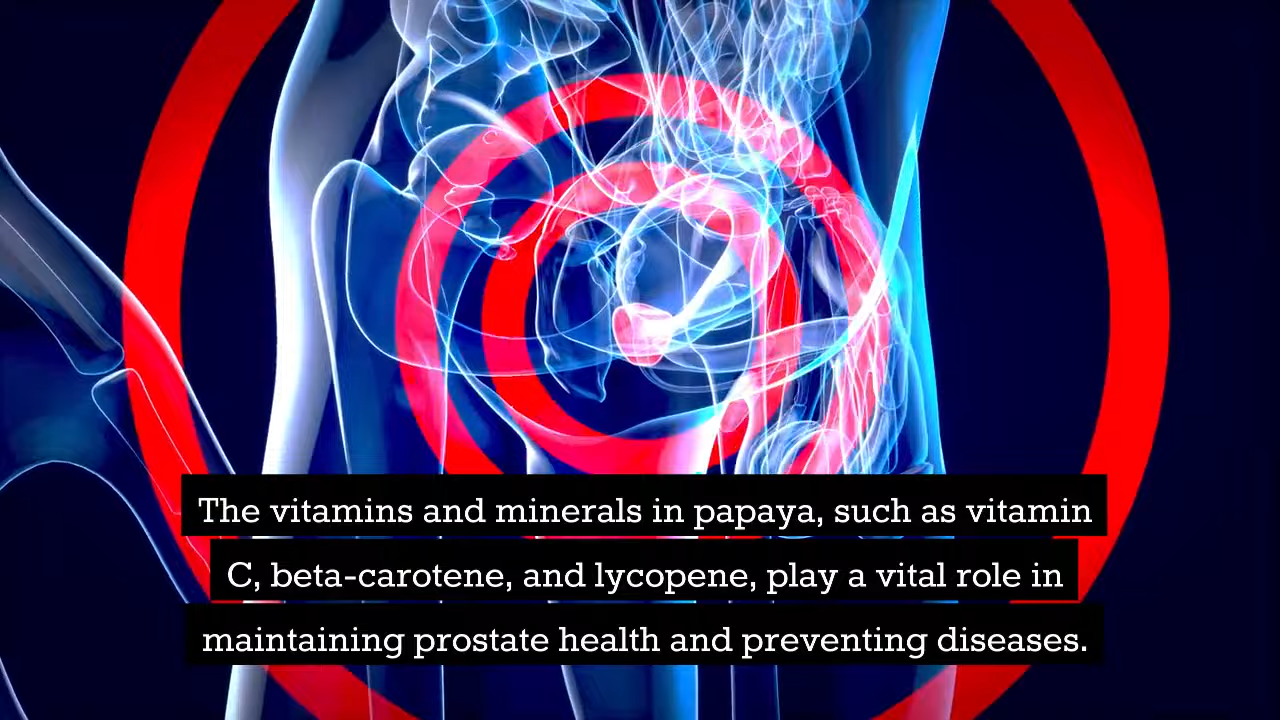 The vitamins and minerals in papaya, such as vitamin
C, beta-carotene, and lycopene, play a vital role in
maintaining prostate health and preventing diseases.